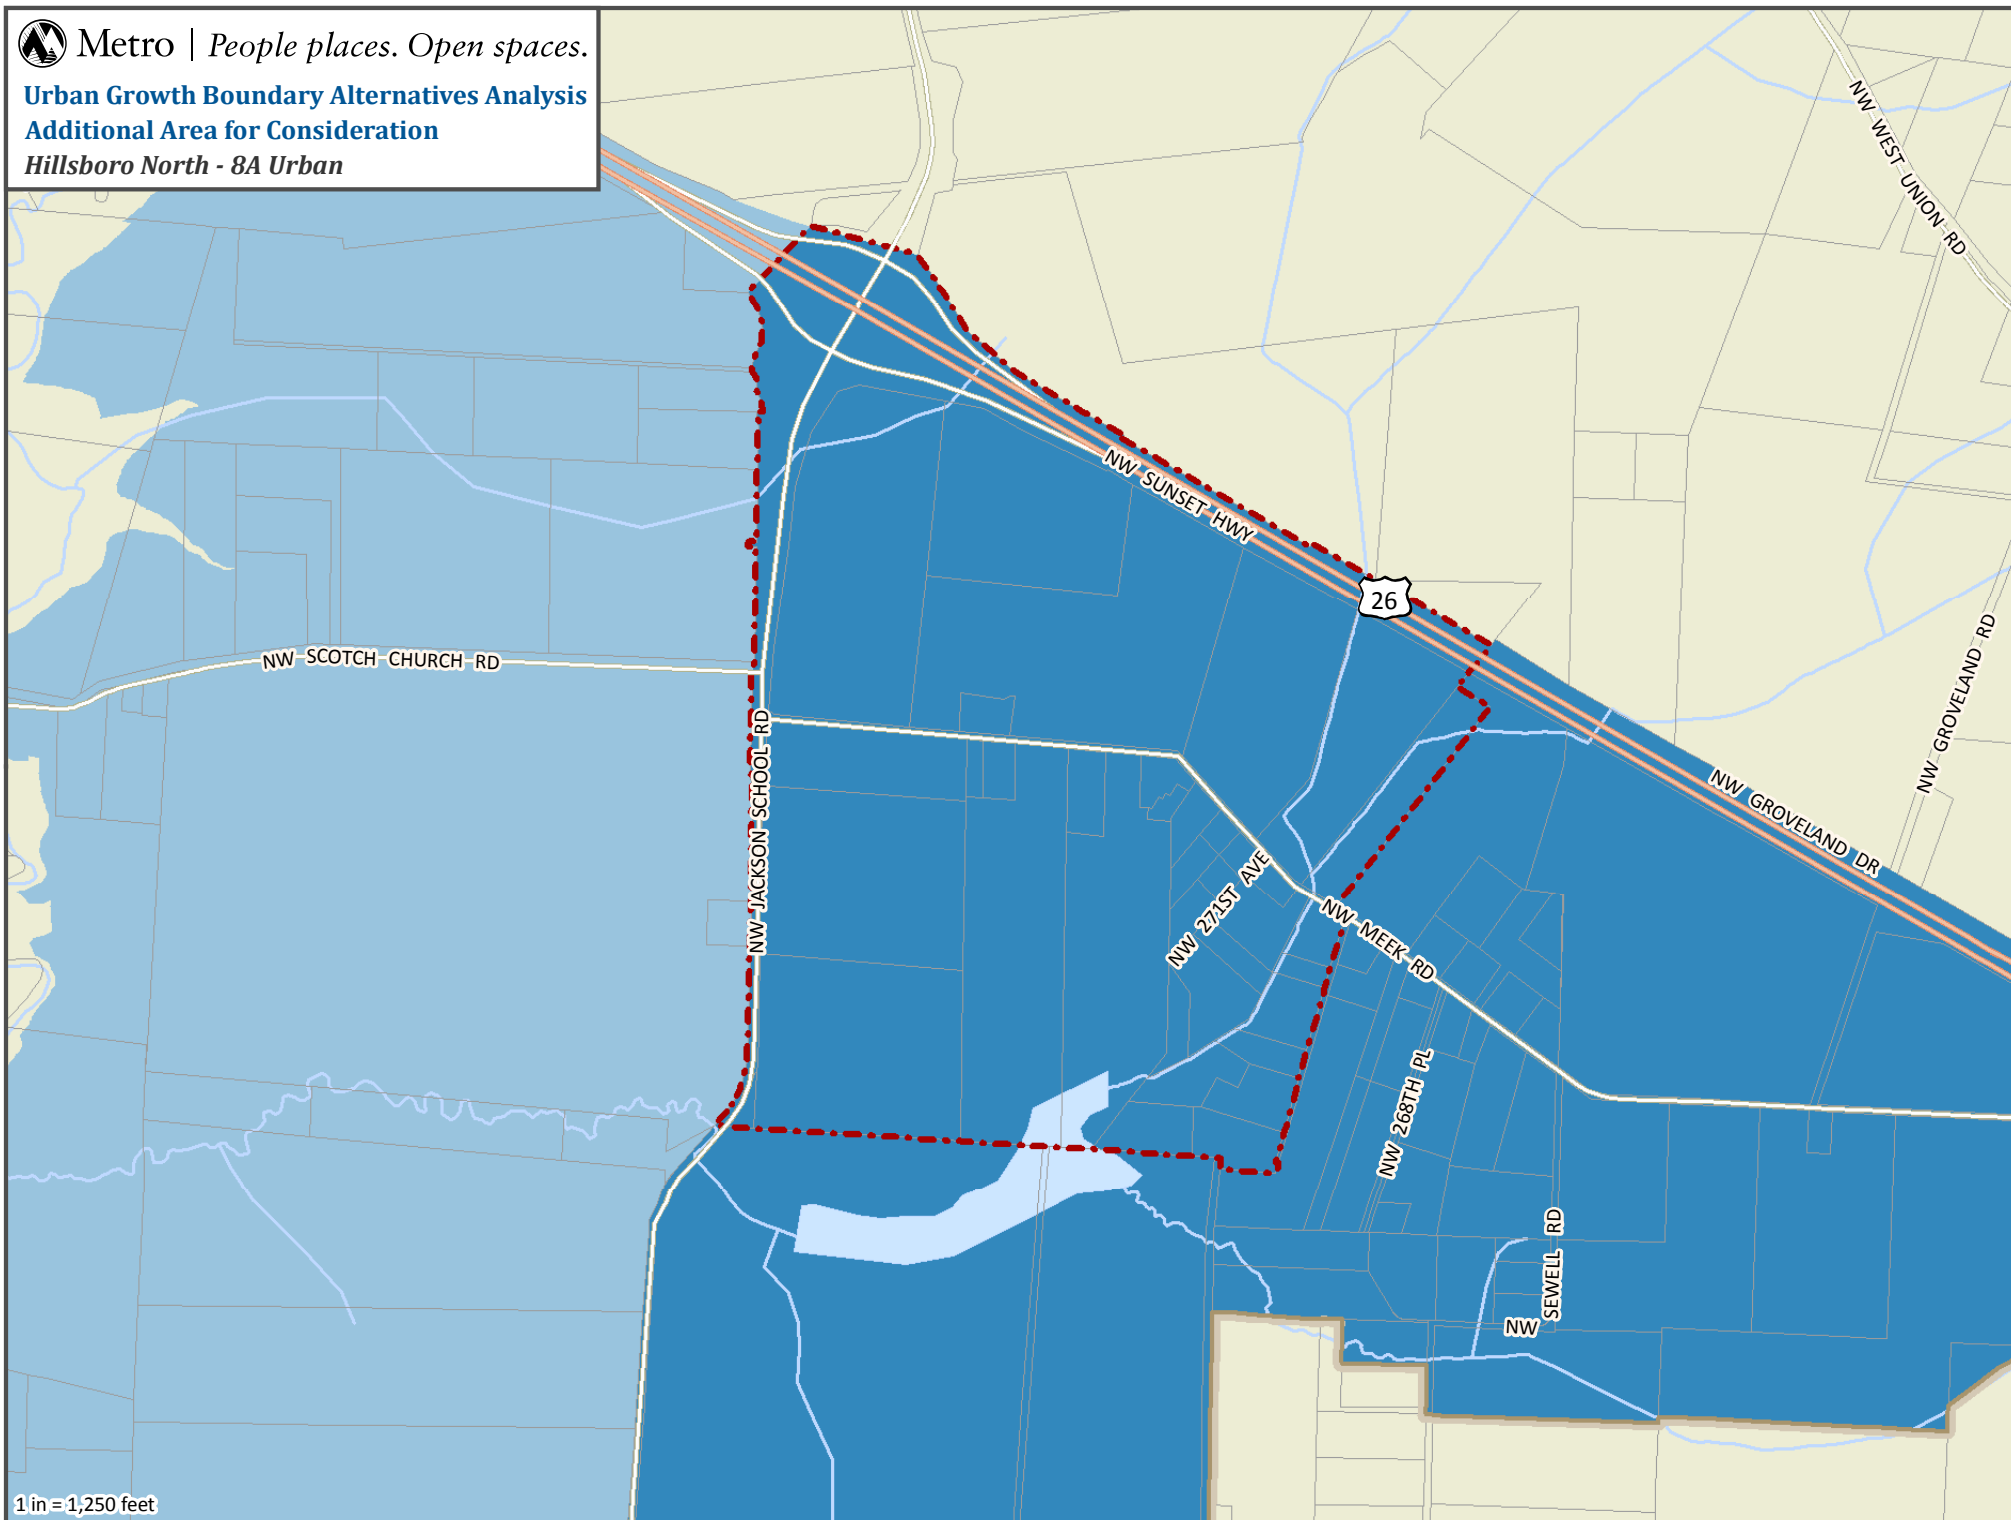 Metro | People places. Open spaces.
Urban Growth Boundary Alternatives Analysis
Additional Area for Consideration
Hillsboro North - 8A Urban
NW WEST UNION RD
NW SUNSET HWY
26
NW SCOTCH CHURCH RD
NW GROVELAND RD
NW JACKSON SCHOOL RD
NW GROVELAND DR
NW 271ST AVE
NW MEEK RD
NW 268TH PL
NW SEWELL RD
1 in = 1,250 feet